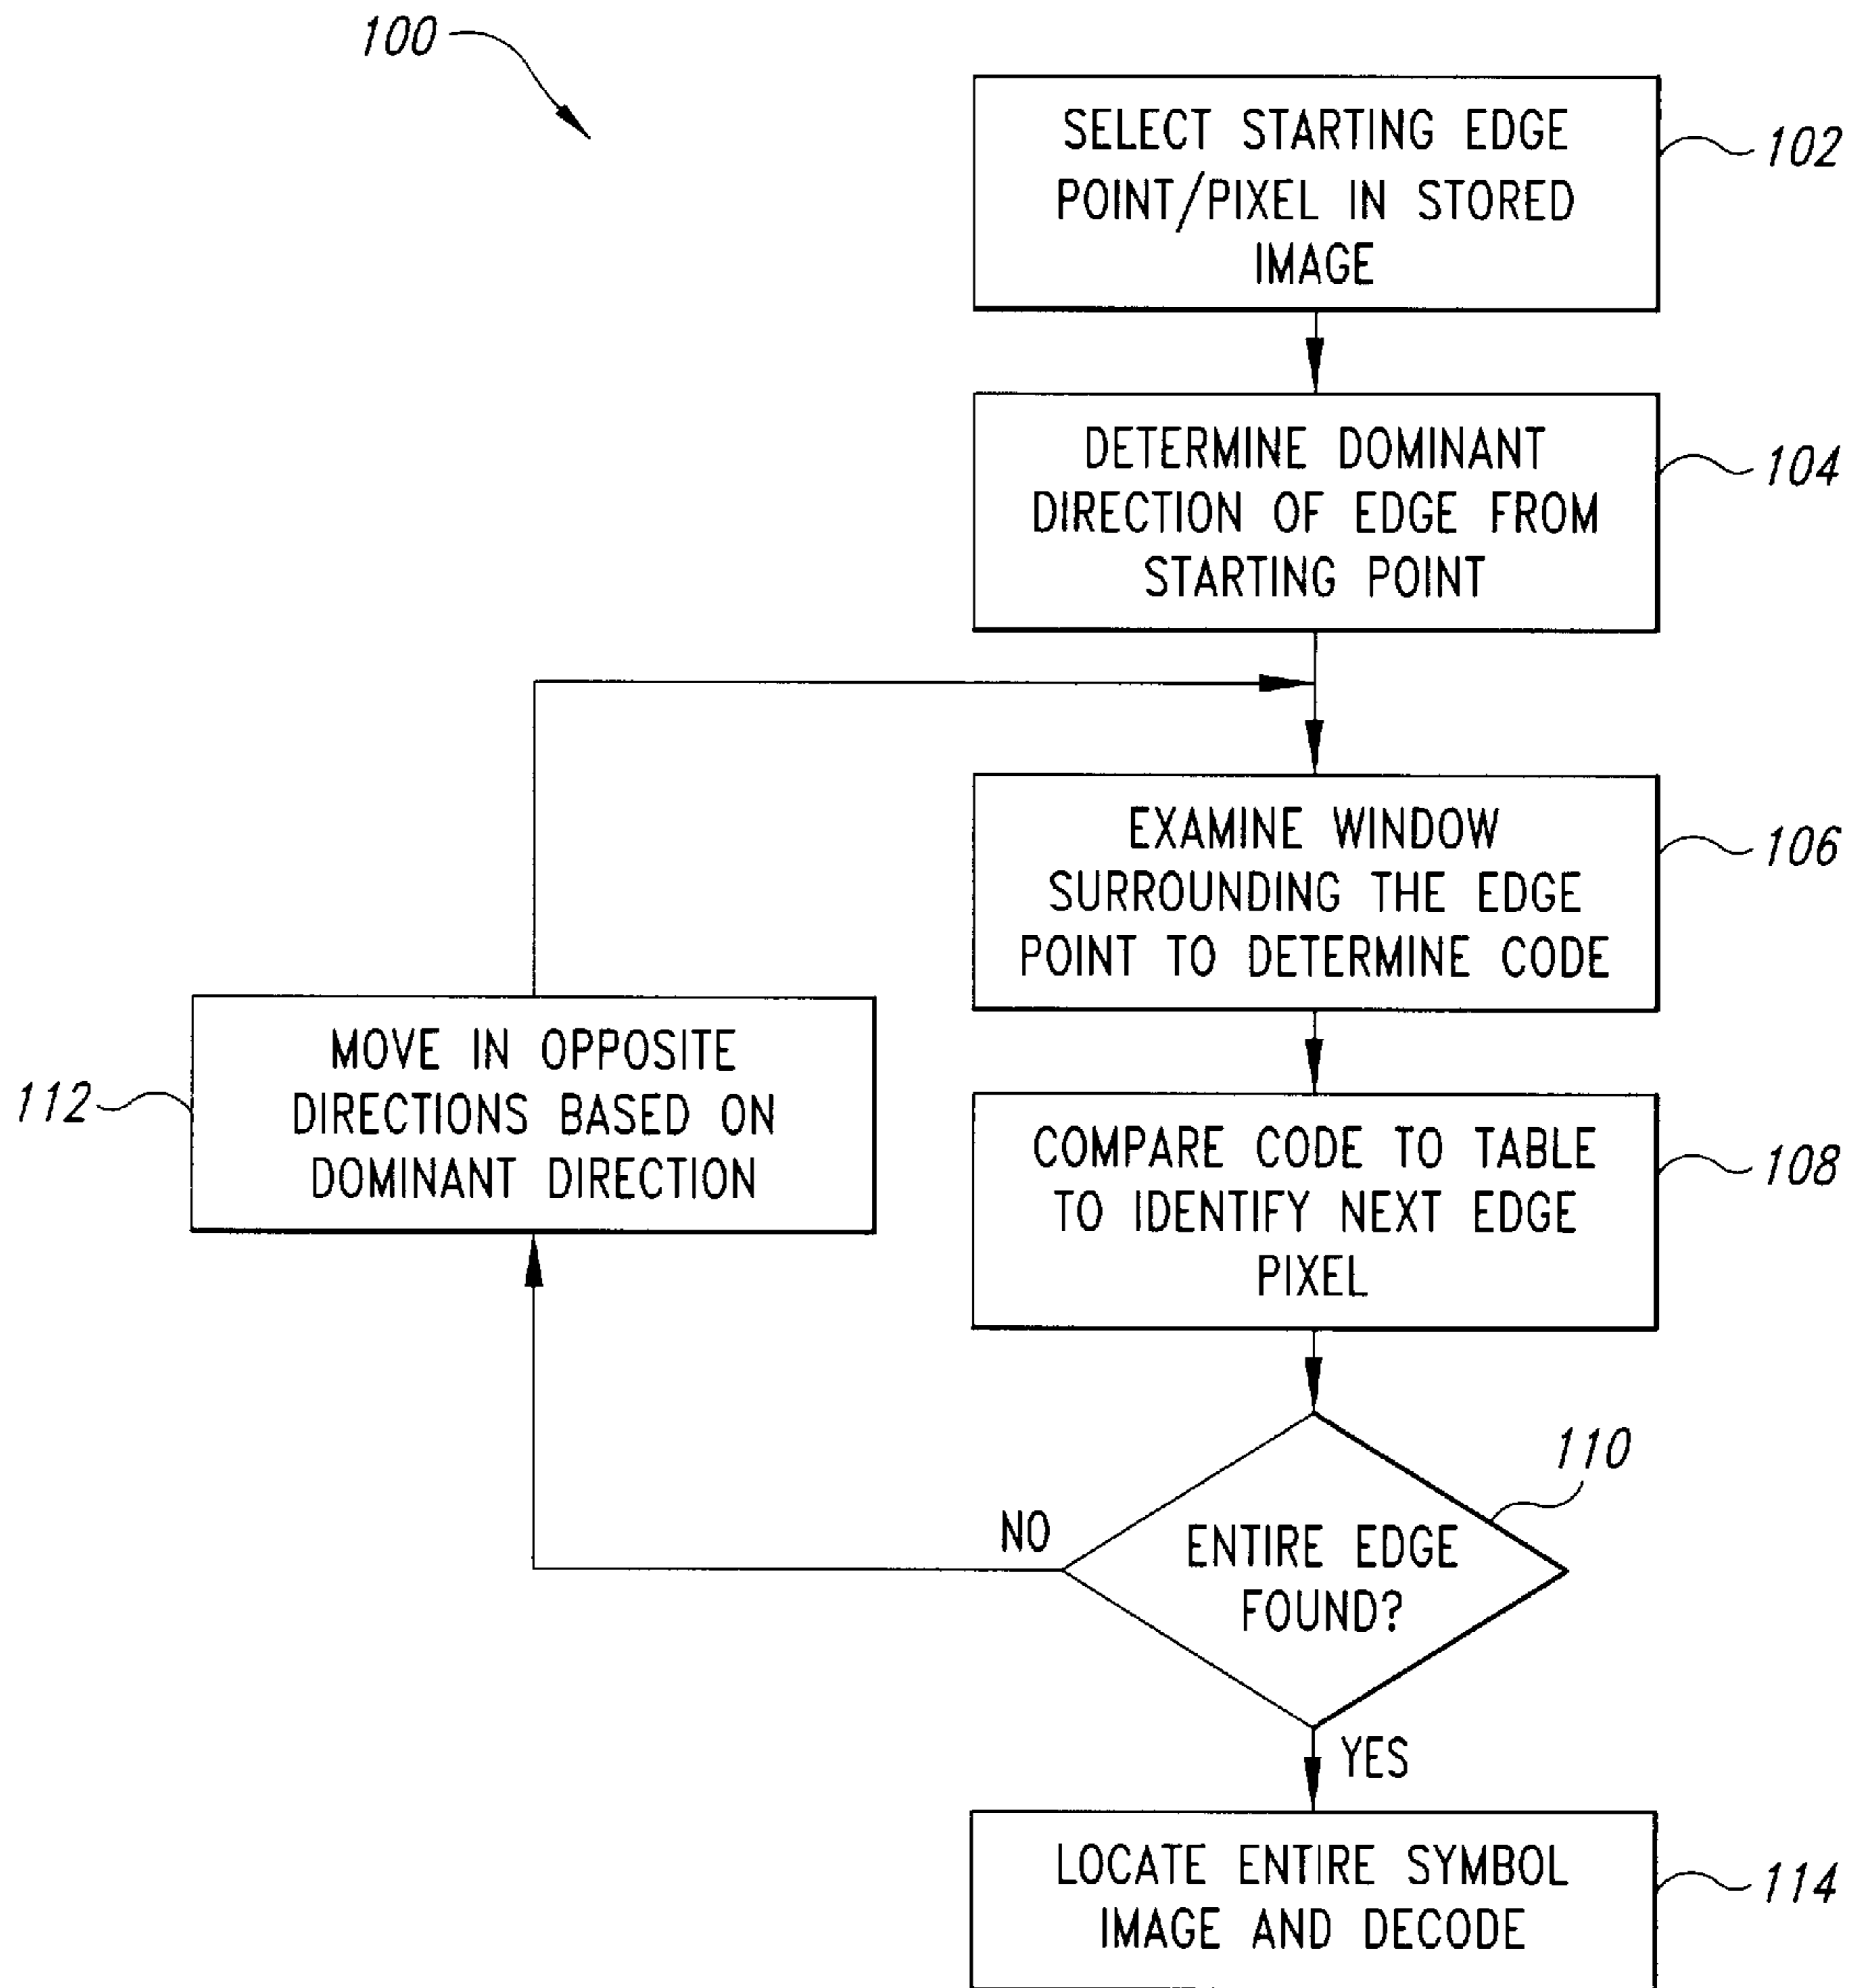 100
SELECT STARTING EDGE
POINT/PIXEL IN STORED
IMAGE
102
DETERMINE DOMINANT
DIRECTION OF EDGE FROM
STARTING POINT
104
EXAMINE WINDOW
SURROUNDING THE EDGE
POINT TO DETERMINE CODE
106
MOVE IN OPPOSITE
DIRECTIONS BASED ON
DOMINANT DIRECTION
112
COMPARE CODE TO TABLE
TO IDENTIFY NEXT EDGE
PIXEL
108
110
NO
ENTIRE EDGE
FOUND?
YES
LOCATE ENTIRE SYMBOL
IMAGE AND DECODE
114